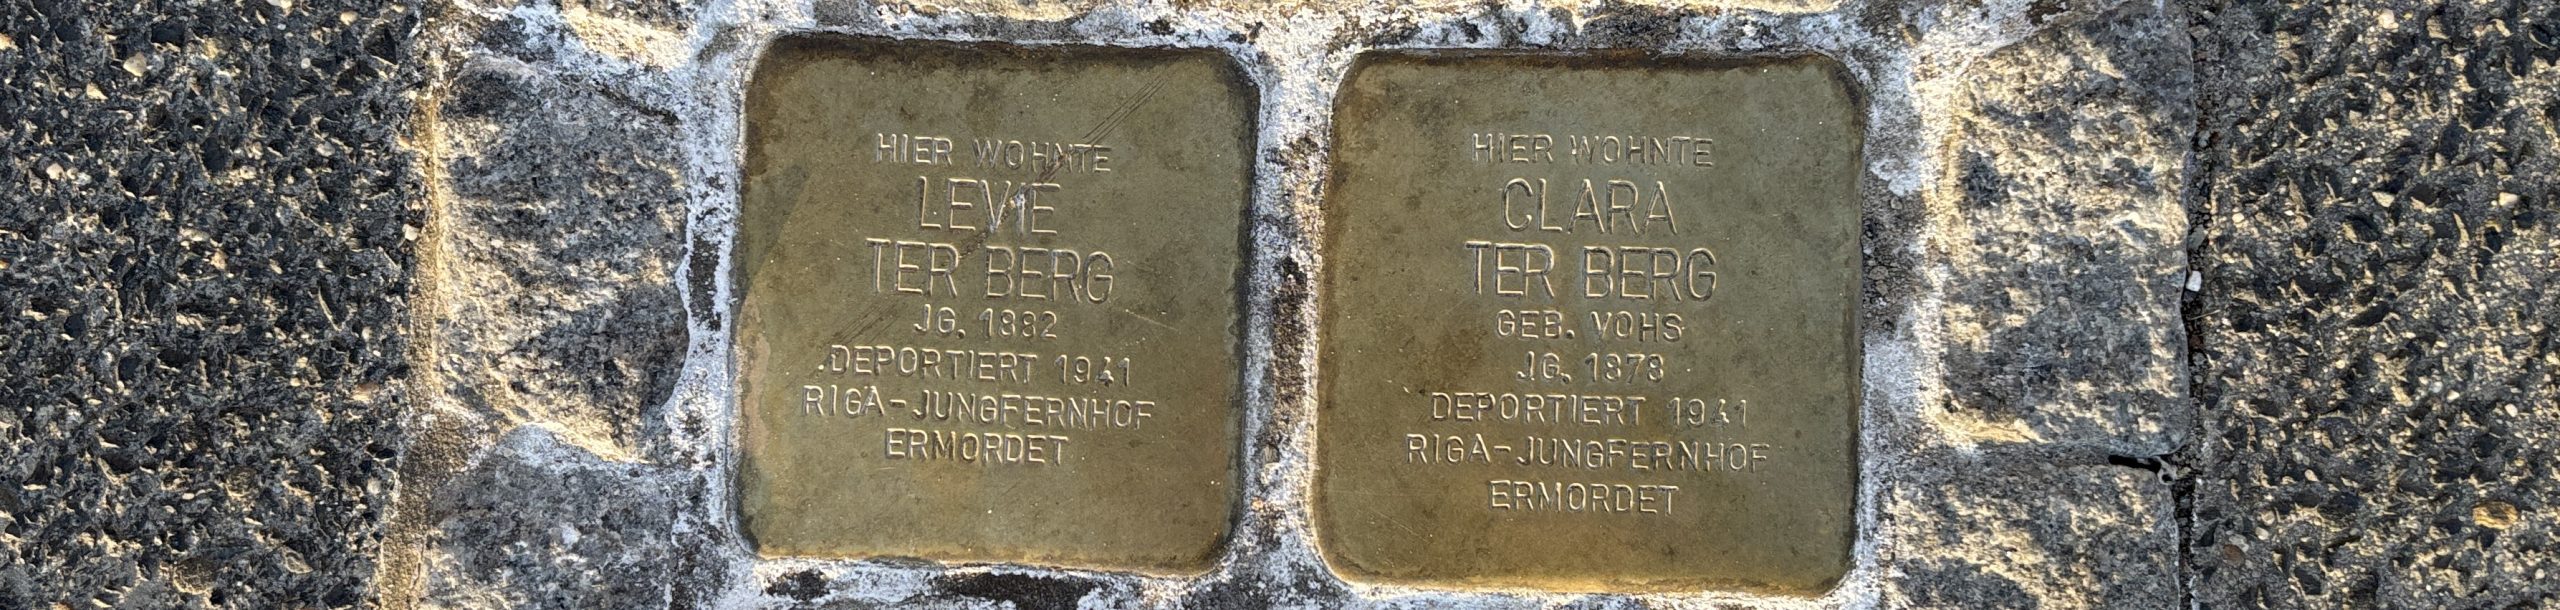 HIER WOHNTE
LEVIE
TER BERG
JG. 1882
DEPORTIERT 1941
RIGA-JUNGFERNHOF
ERMORDET
HIER WOHNTE
CLARA
TER BERG
GEB. VOHS
JG. 1878
DEPORTIERT 1941
RIGA-JUNGFERNHOF
ERMORDET